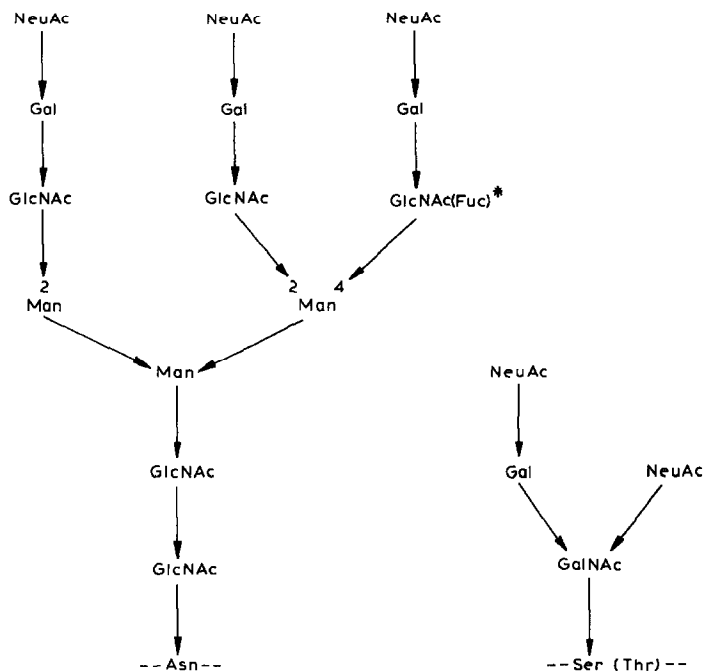 NeuAc NeuAc NeuAc
Gal Gal Gal
GlcNAc GlcNAc GlcNAc(Fuc)*
2 2 4
Man Man
Man NeuAc
GlcNAc Gal NeuAc
GlcNAc GalNAc
--Asn-- --Ser (Thr)--